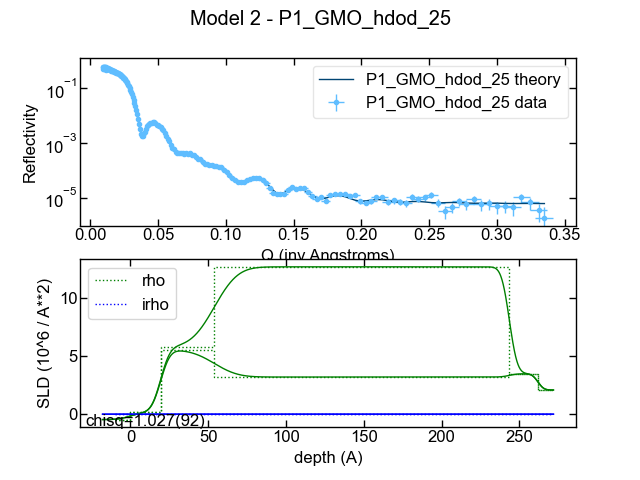 Model 2 - P1_GMO_hdod_25
Reflectivity
10⁻¹
10⁻³
10⁻⁵
P1_GMO_hdod_25 theory
P1_GMO_hdod_25 data
0.00 0.05 0.10 0.15 0.20 0.25 0.30 0.35
Q (inv Angstroms)
SLD (10^6 / A**2)
10
5
0
rho
irho
chisq=1.027(92)
0 50 100 150 200 250
depth (A)